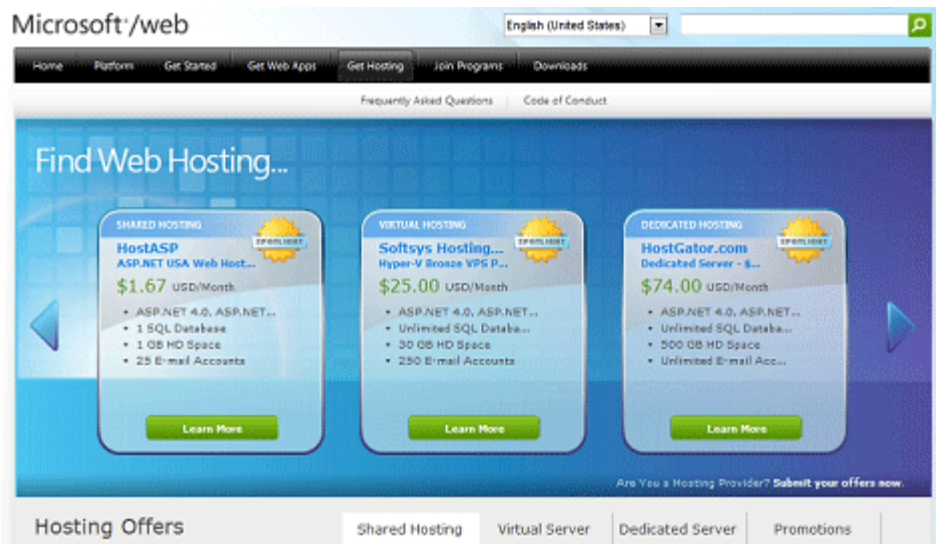 Microsoft /web
English (United States)
Home Platform Get Started Get Web Apps Get Hosting Join Programs Downloads
Frequently Asked Questions | Code of Conduct
Find Web Hosting...
SHARED HOSTING
SPOTLIGHT
HostASP
ASP.NET USA Web Host...
$1.67 USD/Month
• ASP.NET 4.0, ASP.NET...
• 1 SQL Database
• 1 GB HD Space
• 25 E-mail Accounts
Learn More
VIRTUAL HOSTING
SPOTLIGHT
Softsys Hosting...
Hyper-V Bronze VPS P...
$25.00 USD/Month
• ASP.NET 4.0, ASP.NET...
• Unlimited SQL Databa...
• 30 GB HD Space
• 250 E-mail Accounts
Learn More
DEDICATED HOSTING
SPOTLIGHT
HostGator.com
Dedicated Server - $...
$74.00 USD/Month
• ASP.NET 4.0, ASP.NET...
• Unlimited SQL Databa...
• 500 GB HD Space
• Unlimited E-mail Acc...
Learn More
Are You a Hosting Provider? Submit your offers now.
Hosting Offers
Shared Hosting Virtual Server Dedicated Server Promotions